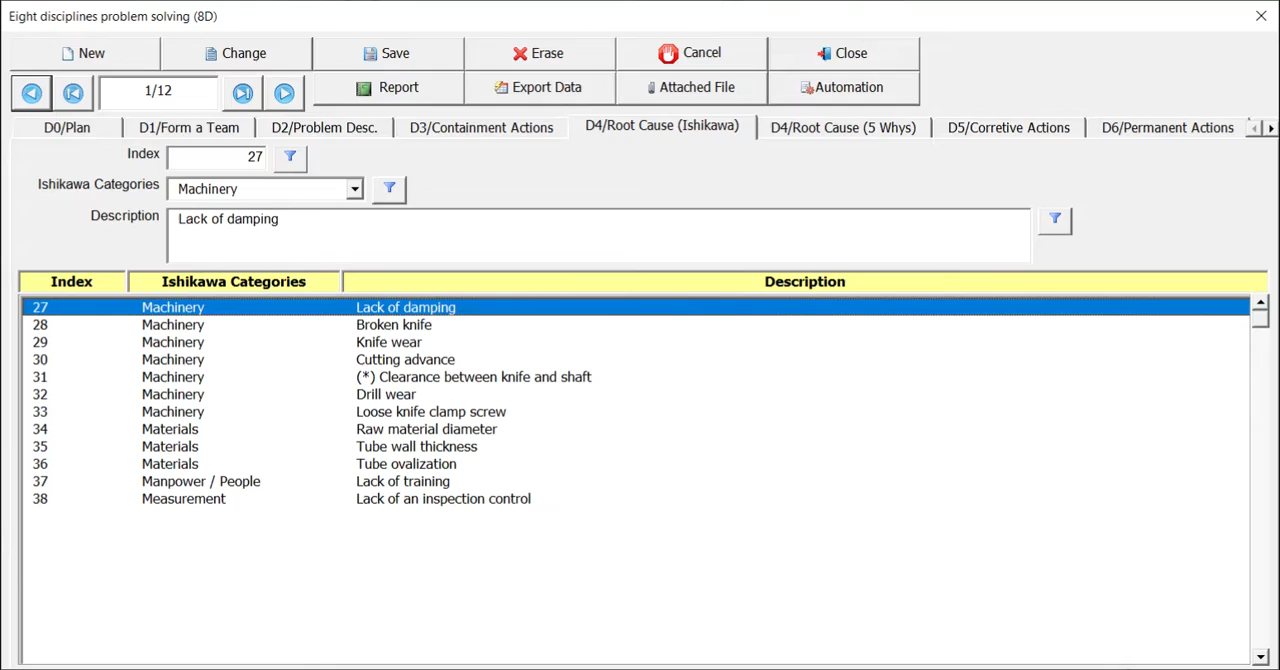 Eight disciplines problem solving (8D)
New Change Save Erase Cancel Close
1/12 Report Export Data Attached File Automation
D0/Plan D1/Form a Team D2/Problem Desc. D3/Containment Actions D4/Root Cause (Ishikawa) D4/Root Cause (5 Whys) D5/Corretive Actions D6/Permanent Actions
Index 27
Ishikawa Categories Machinery
Description Lack of damping
Index Ishikawa Categories Description
27 Machinery Lack of damping
28 Machinery Broken knife
29 Machinery Knife wear
30 Machinery Cutting advance
31 Machinery (*) Clearance between knife and shaft
32 Machinery Drill wear
33 Machinery Loose knife clamp screw
34 Materials Raw material diameter
35 Materials Tube wall thickness
36 Materials Tube ovalization
37 Manpower / People Lack of training
38 Measurement Lack of an inspection control